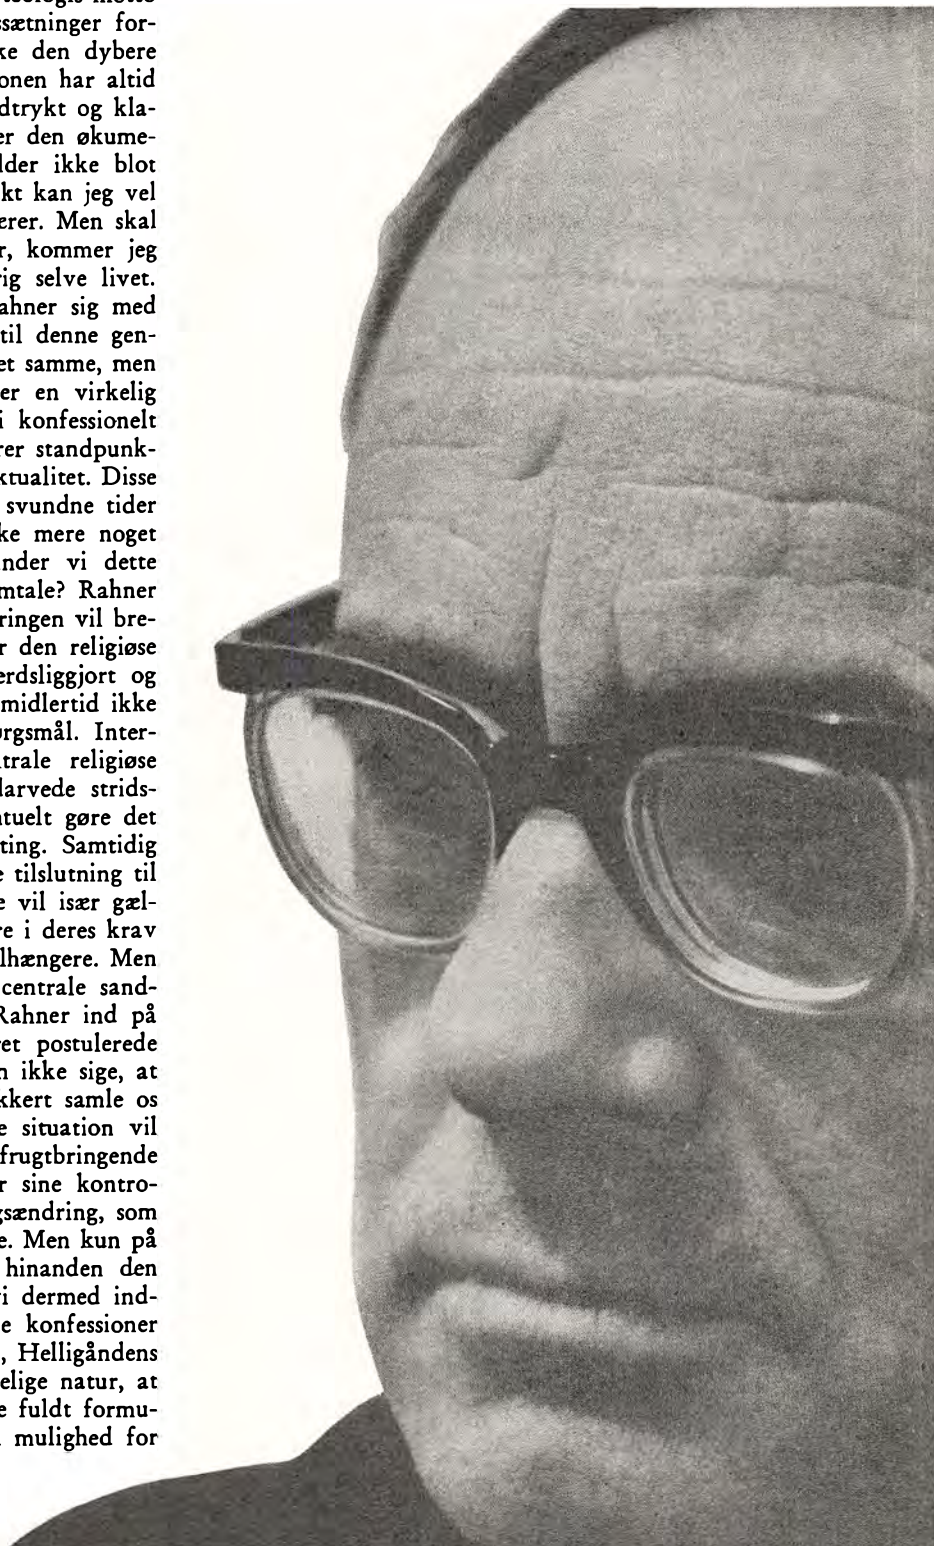 ssætninger for-
ke den dybere
onen har altid
dtrykt og kla-
er den økume-
lder ikke blot
kt kan jeg vel
erer. Men skal
r, kommer jeg
rig selve livet.
ahner sig med
til denne gen-
et samme, men
er en virkelig
i konfessionelt
rer standpunk-
ktualitet. Disse
svundne tider
ke mere noget
nder vi dette
mtale? Rahner
ringen vil bre-
r den religiøse
erdsliggjort og
midlertid ikke
ørgsmål. Inter-
trale religiøse
larvede strids-
ntuelt gøre det
ting. Samtidig
e tilslutning til
e vil især gæl-
re i deres krav
lhængere. Men
centrale sand-
Rahner ind på
ret postulerede
n ikke sige, at
kkert samle os
e situation vil
frugtbringende
r sine kontro-
gsændring, som
e. Men kun på
hinanden den
vi dermed ind-
e konfessioner
, Helligåndens
elige natur, at
e fuldt formu-
mulighed for